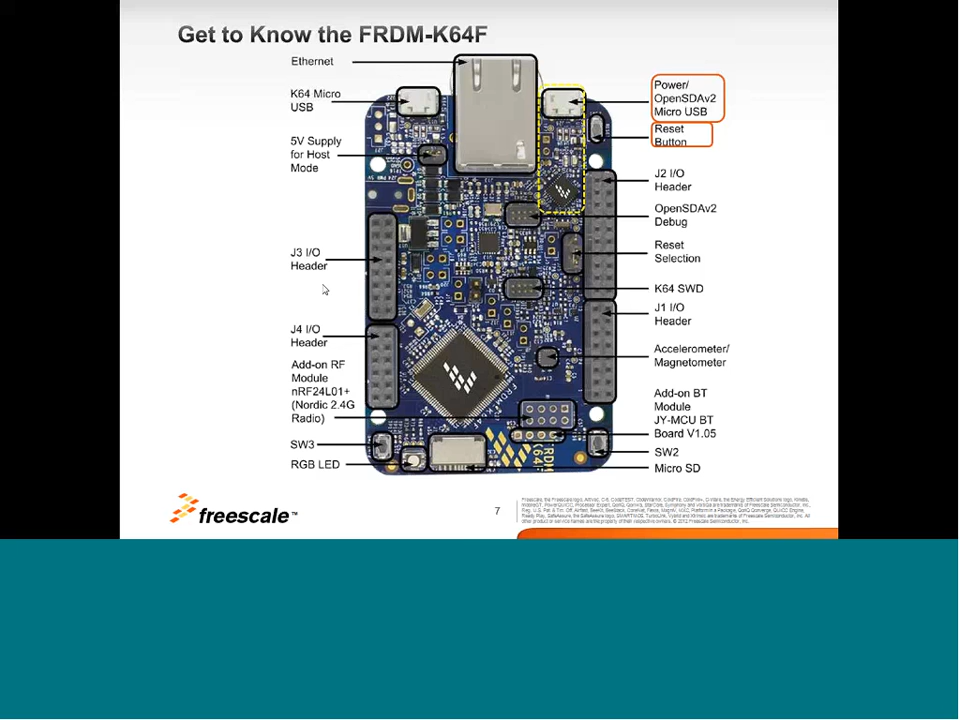 Get to Know the FRDM-K64F
Ethernet
K64 Micro
USB
5V Supply
for Host
Mode
J3 I/O
Header
J4 I/O
Header
Add-on RF
Module
nRF24L01+
(Nordic 2.4G
Radio)
SW3
RGB LED
Power/
OpenSDAv2
Micro USB
Reset
Button
J2 I/O
Header
OpenSDAv2
Debug
Reset
Selection
K64 SWD
J1 I/O
Header
Accelerometer/
Magnetometer
Add-on BT
Module
JY-MCU BT
Board V1.05
SW2
Micro SD
FRDM
K64F
freescale™
7